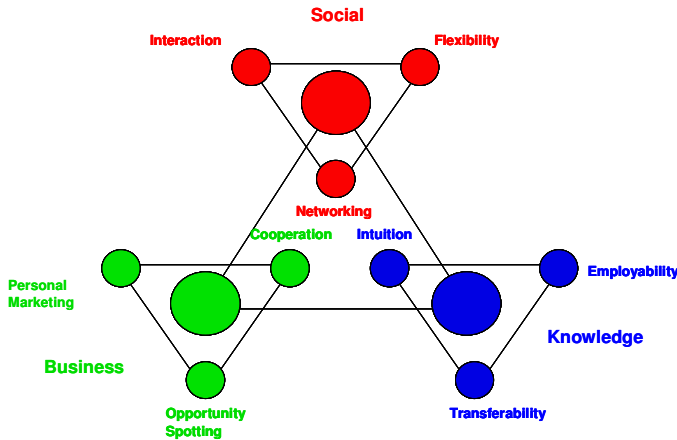 Social
Interaction
Flexibility
Networking
Cooperation
Intuition
Personal
Marketing
Employability
Business
Knowledge
Opportunity
Spotting
Transferability